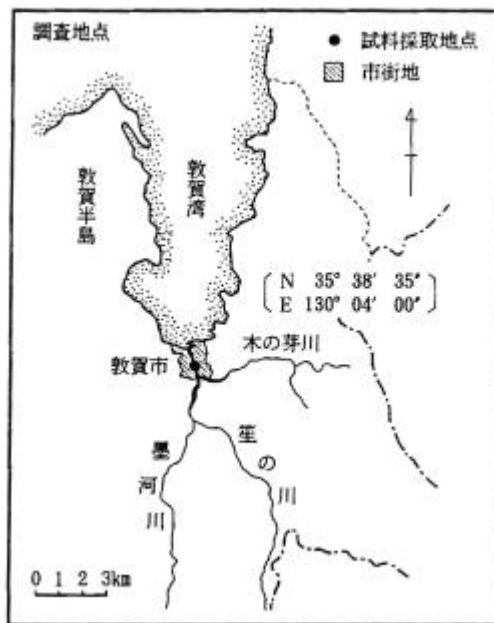 調査地点
● 試料採取地点
市街地
敦賀半島
敦賀湾
N 35° 38′ 35″
E 130° 04′ 00″
木の芽川
敦賀市
笙の川
墨河川
0 1 2 3km